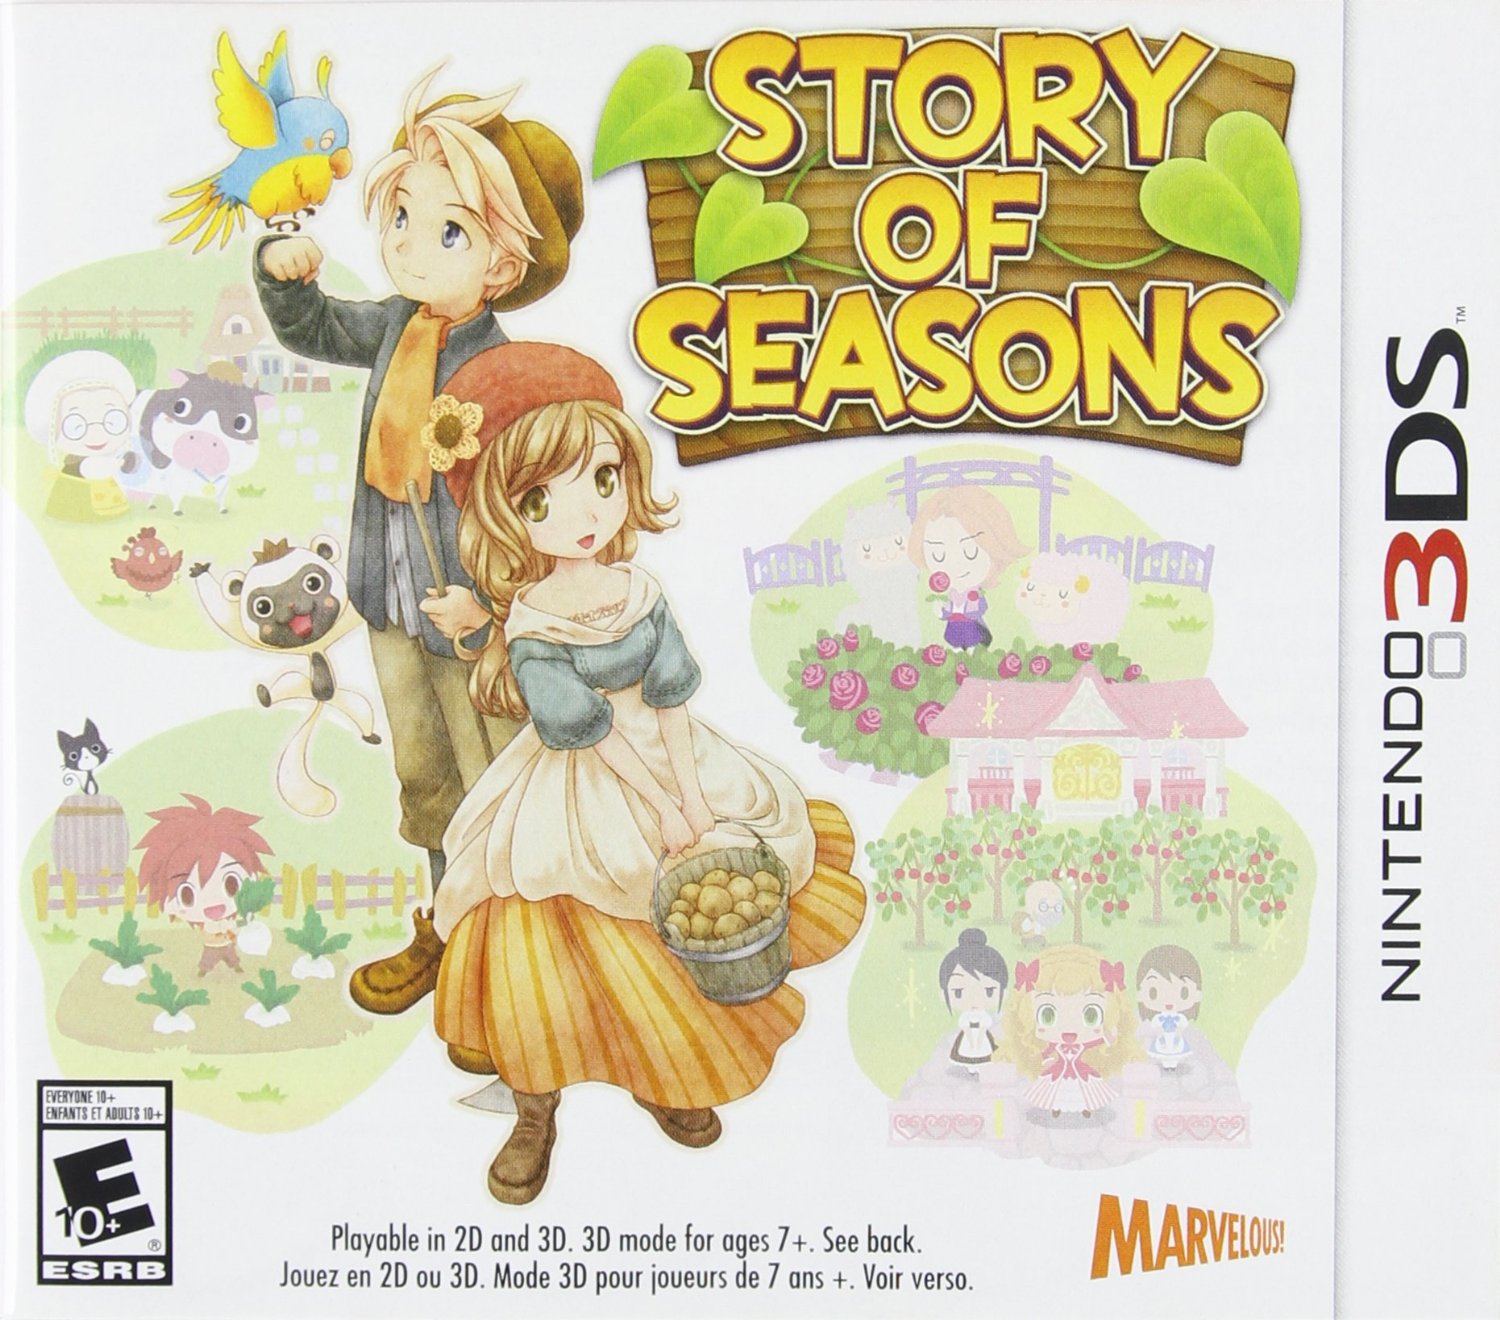 STORY
OF
SEASONS
NINTENDO 3DS™
EVERYONE 10+
ENFANTS ET ADULTS 10+
E
10+
®
ESRB
Playable in 2D and 3D. 3D mode for ages 7+. See back.
Jouez en 2D ou 3D. Mode 3D pour joueurs de 7 ans +. Voir verso.
MARVELOUS!